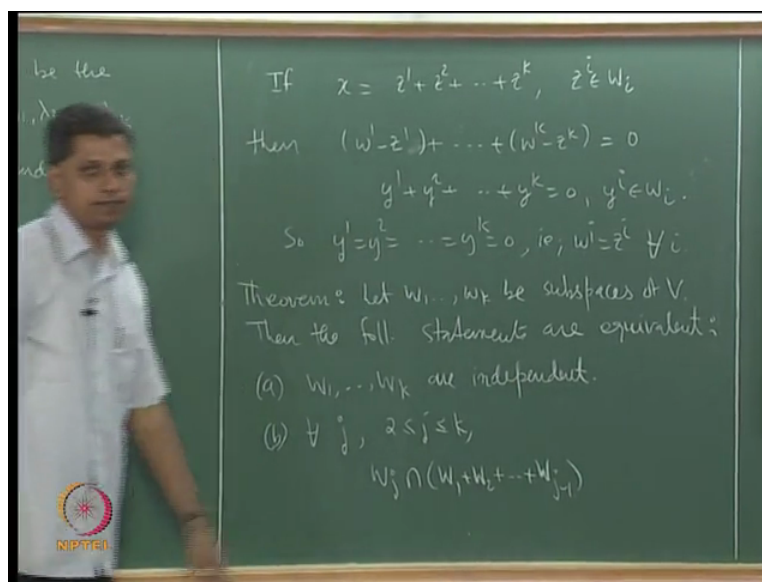 be the
If x = z¹ + z² + ... + zᵏ, zⁱ ∈ Wᵢ
then (w¹ - z¹) + ... + (wᵏ - zᵏ) = 0
y¹ + y² + ... + yᵏ = 0, yⁱ ∈ Wᵢ.
So y¹ = y² = ... = yᵏ = 0, ie, wⁱ = zⁱ ∀ i.
Theorem: Let W₁, ..., Wₖ be subspaces of V.
Then the foll. statements are equivalent:
(a) W₁, ..., Wₖ are independent.
(b) ∀ j, 2 ≤ j ≤ k,
Wⱼ ∩ (W₁ + W₂ + ... + Wⱼ₋₁)
NPTEL